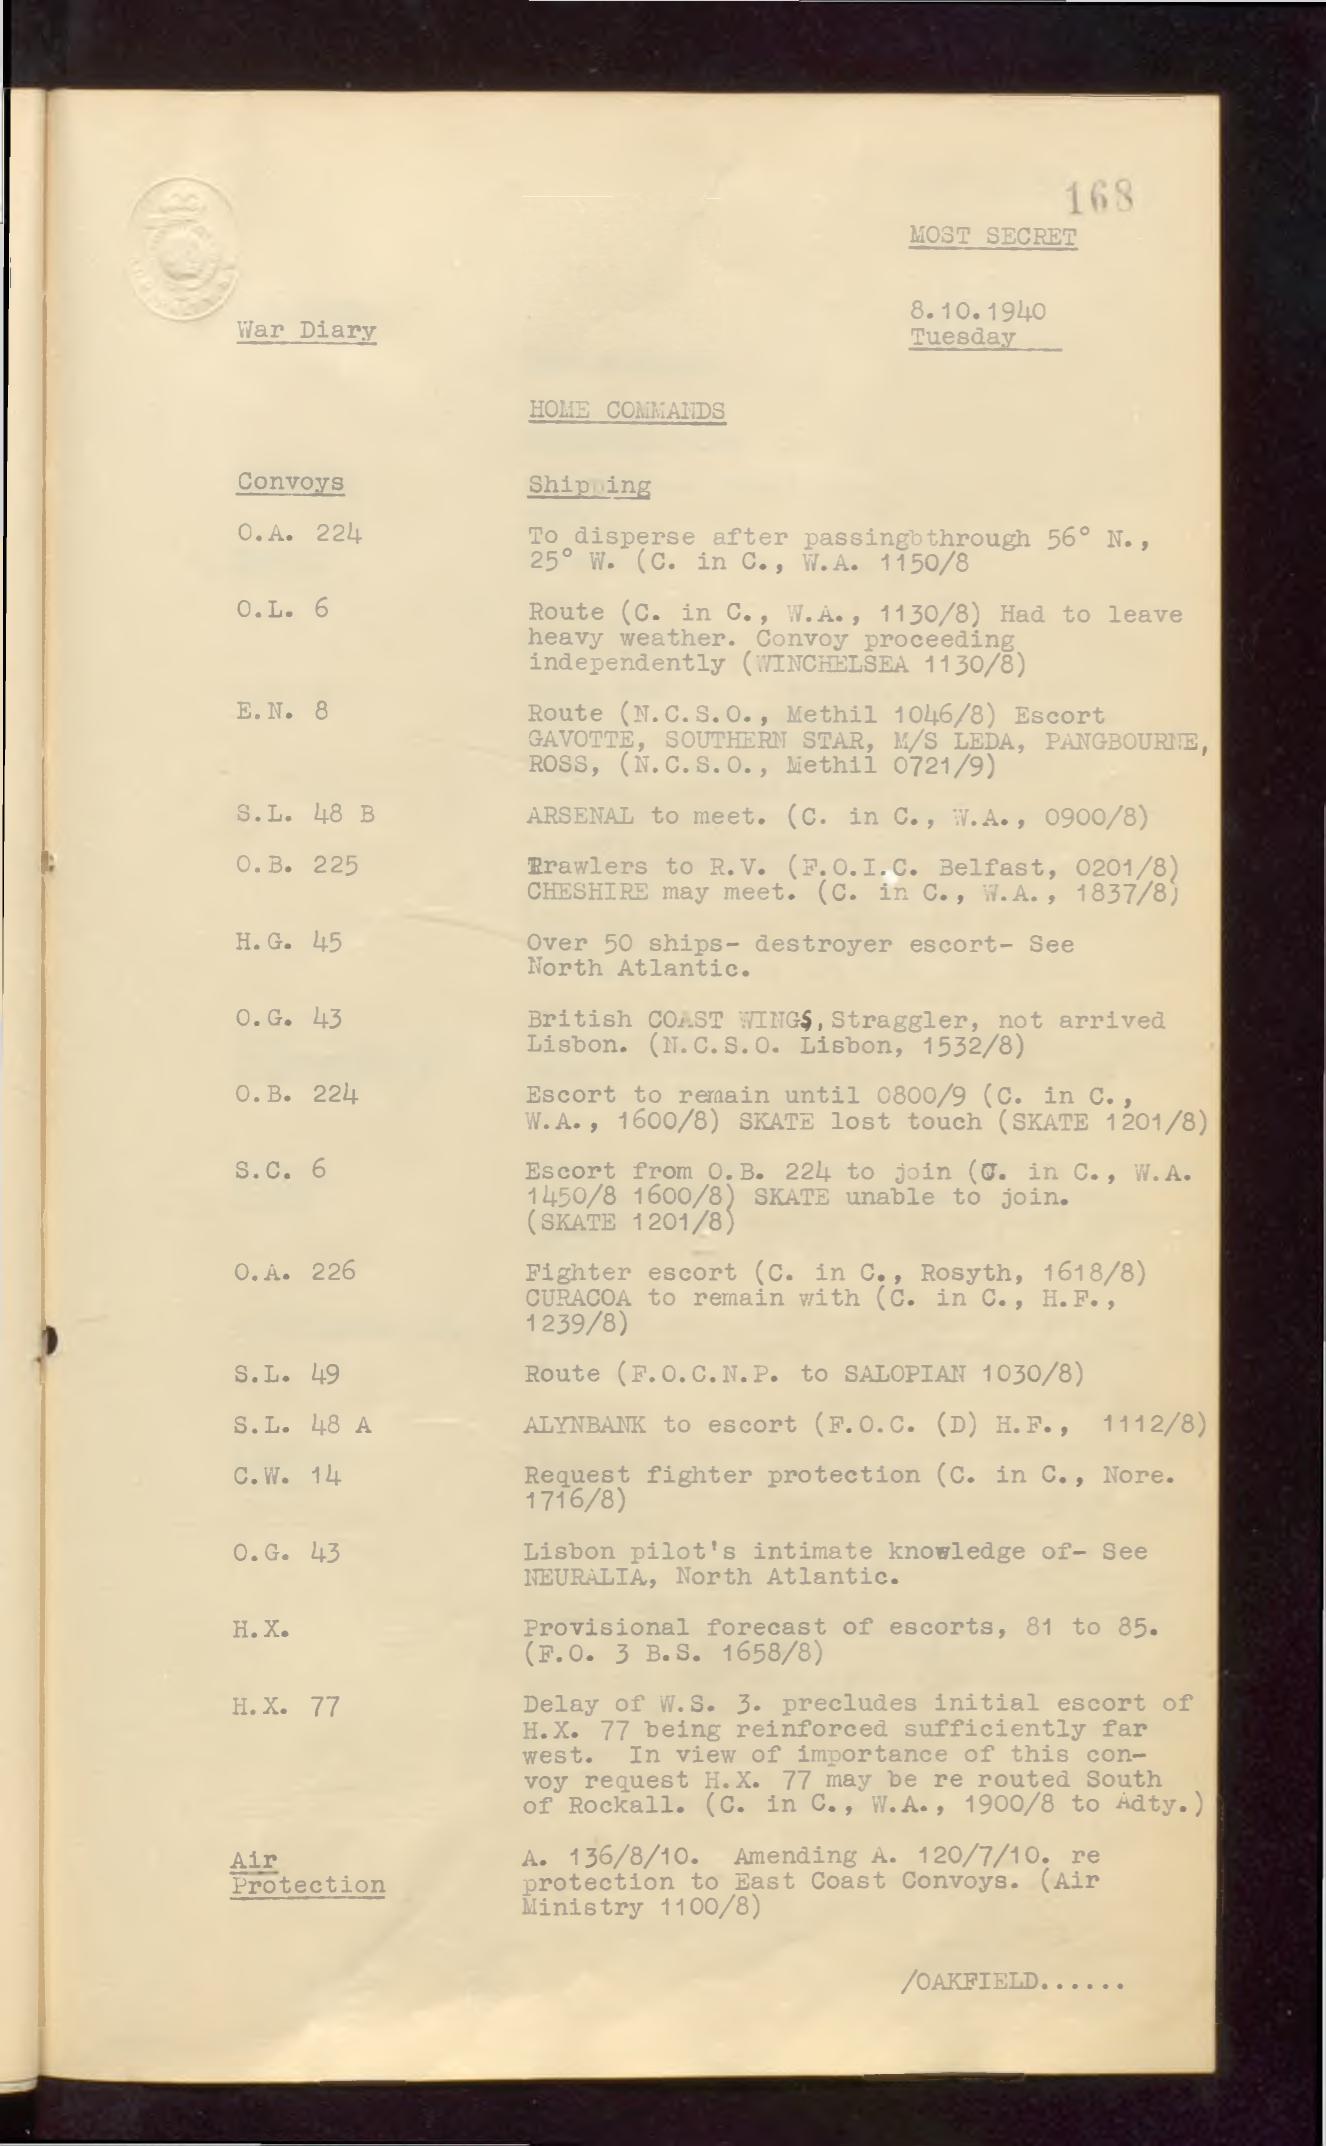 168
MOST SECRET
8.10.1940
War Diary
Tuesday
HOME COMMANDS
Convoys Shipping
O.A. 224 To disperse after passingbthrough 56° N.,
25° W. (C. in C., W.A. 1150/8
O.L. 6 Route (C. in C., W.A., 1130/8) Had to leave
heavy weather. Convoy proceeding
independently (WINCHELSEA 1130/8)
E.N. 8 Route (N.C.S.O., Methil 1046/8) Escort
GAVOTTE, SOUTHERN STAR, M/S LEDA, PANGBOURNE,
ROSS, (N.C.S.O., Methil 0721/9)
S.L. 48 B ARSENAL to meet. (C. in C., W.A., 0900/8)
O.B. 225 Trawlers to R.V. (F.O.I.C. Belfast, 0201/8)
CHESHIRE may meet. (C. in C., W.A., 1837/8)
H.G. 45 Over 50 ships- destroyer escort- See
North Atlantic.
O.G. 43 British COAST WINGS, Straggler, not arrived
Lisbon. (N.C.S.O. Lisbon, 1532/8)
O.B. 224 Escort to remain until 0800/9 (C. in C.,
W.A., 1600/8) SKATE lost touch (SKATE 1201/8)
S.C. 6 Escort from O.B. 224 to join (C. in C., W.A.
1450/8 1600/8) SKATE unable to join.
(SKATE 1201/8)
O.A. 226 Fighter escort (C. in C., Rosyth, 1618/8)
CURACOA to remain with (C. in C., H.F.,
1239/8)
S.L. 49 Route (F.O.C.N.P. to SALOPIAN 1030/8)
S.L. 48 A ALYNBANK to escort (F.O.C. (D) H.F., 1112/8)
C.W. 14 Request fighter protection (C. in C., Nore.
1716/8)
O.G. 43 Lisbon pilot's intimate knowledge of- See
NEURALIA, North Atlantic.
H.X. Provisional forecast of escorts, 81 to 85.
(F.O. 3 B.S. 1658/8)
H.X. 77 Delay of W.S. 3. precludes initial escort of
H.X. 77 being reinforced sufficiently far
west. In view of importance of this con-
voy request H.X. 77 may be re routed South
of Rockall. (C. in C., W.A., 1900/8 to Adty.)
Air A. 136/8/10. Amending A. 120/7/10. re
Protection protection to East Coast Convoys. (Air
Ministry 1100/8)
/OAKFIELD......